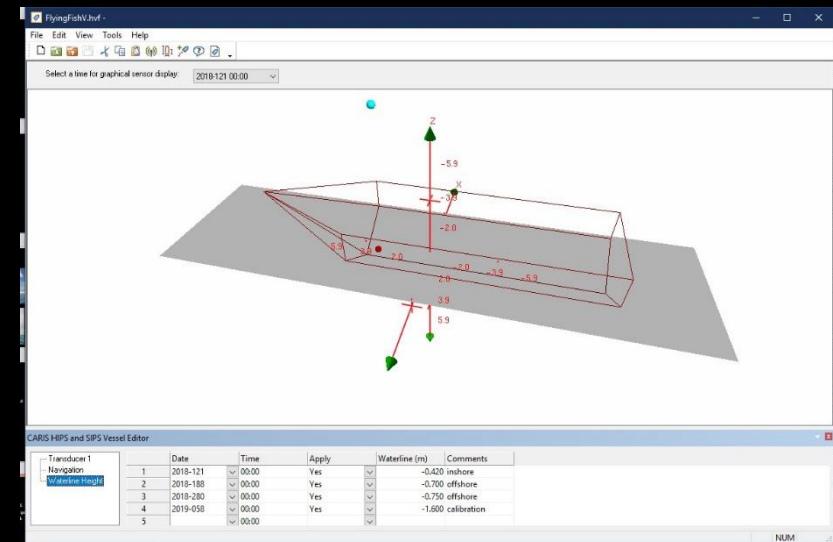 FlyingFishV.hvf -
File Edit View Tools Help
Select a time for graphical sensor display: 2018-121 00:00
Z
-5.9
X
-3.9
-2.0
5.9 3.9 2.0
-2.0 -3.9 -5.9
2.0
3.9
5.9
CARIS HIPS and SIPS Vessel Editor
Transducer 1
Navigation
Waterline Height
Date Time Apply Waterline (m) Comments
1 2018-121 00:00 Yes -0.420 inshore
2 2018-188 00:00 Yes -0.700 offshore
3 2018-280 00:00 Yes -0.750 offshore
4 2019-058 00:00 Yes -1.600 calibration
5 00:00
NUM